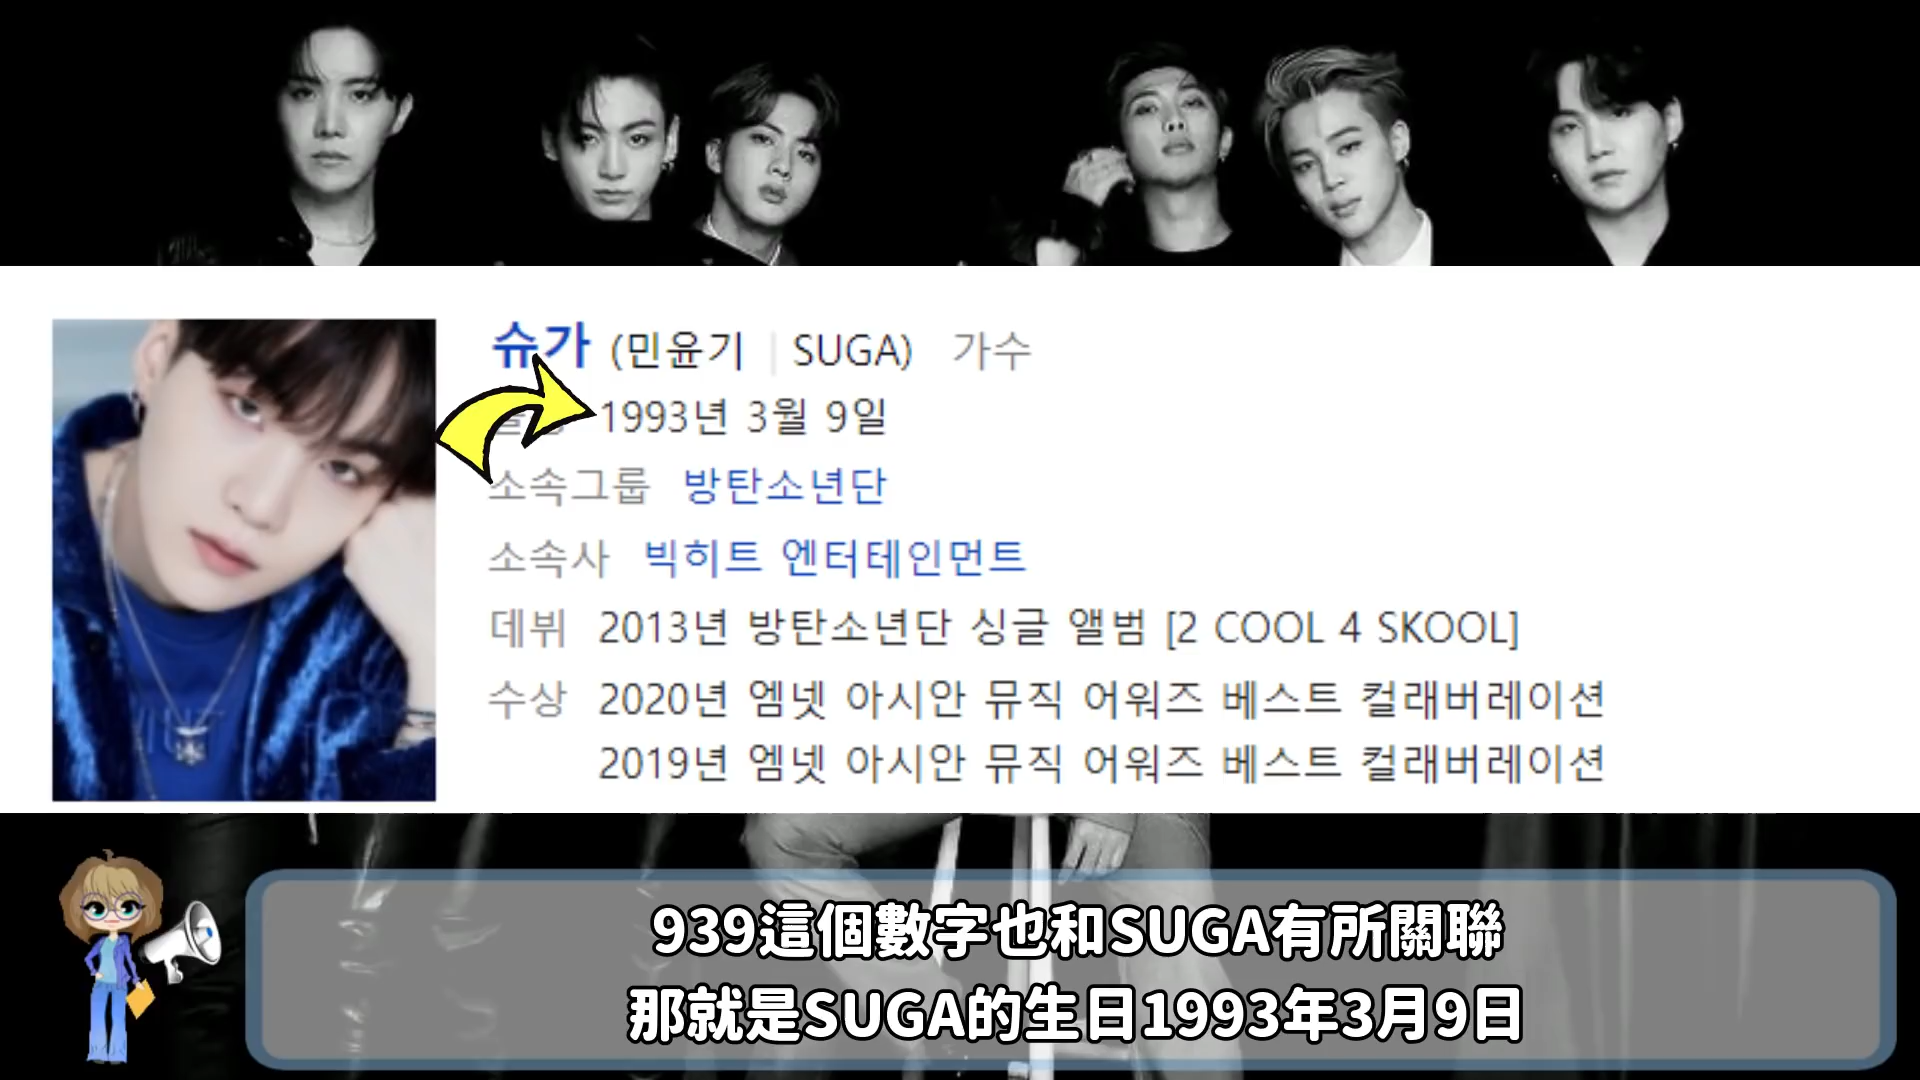 슈가 (민윤기 | SUGA) 가수
1993년 3월 9일
소속그룹 방탄소년단
소속사 빅히트 엔터테인먼트
데뷔 2013년 방탄소년단 싱글 앨범 [2 COOL 4 SKOOL]
수상 2020년 엠넷 아시안 뮤직 어워즈 베스트 컬래버레이션
2019년 엠넷 아시안 뮤직 어워즈 베스트 컬래버레이션
939這個數字也和SUGA有所關聯
那就是SUGA的生日1993年3月9日